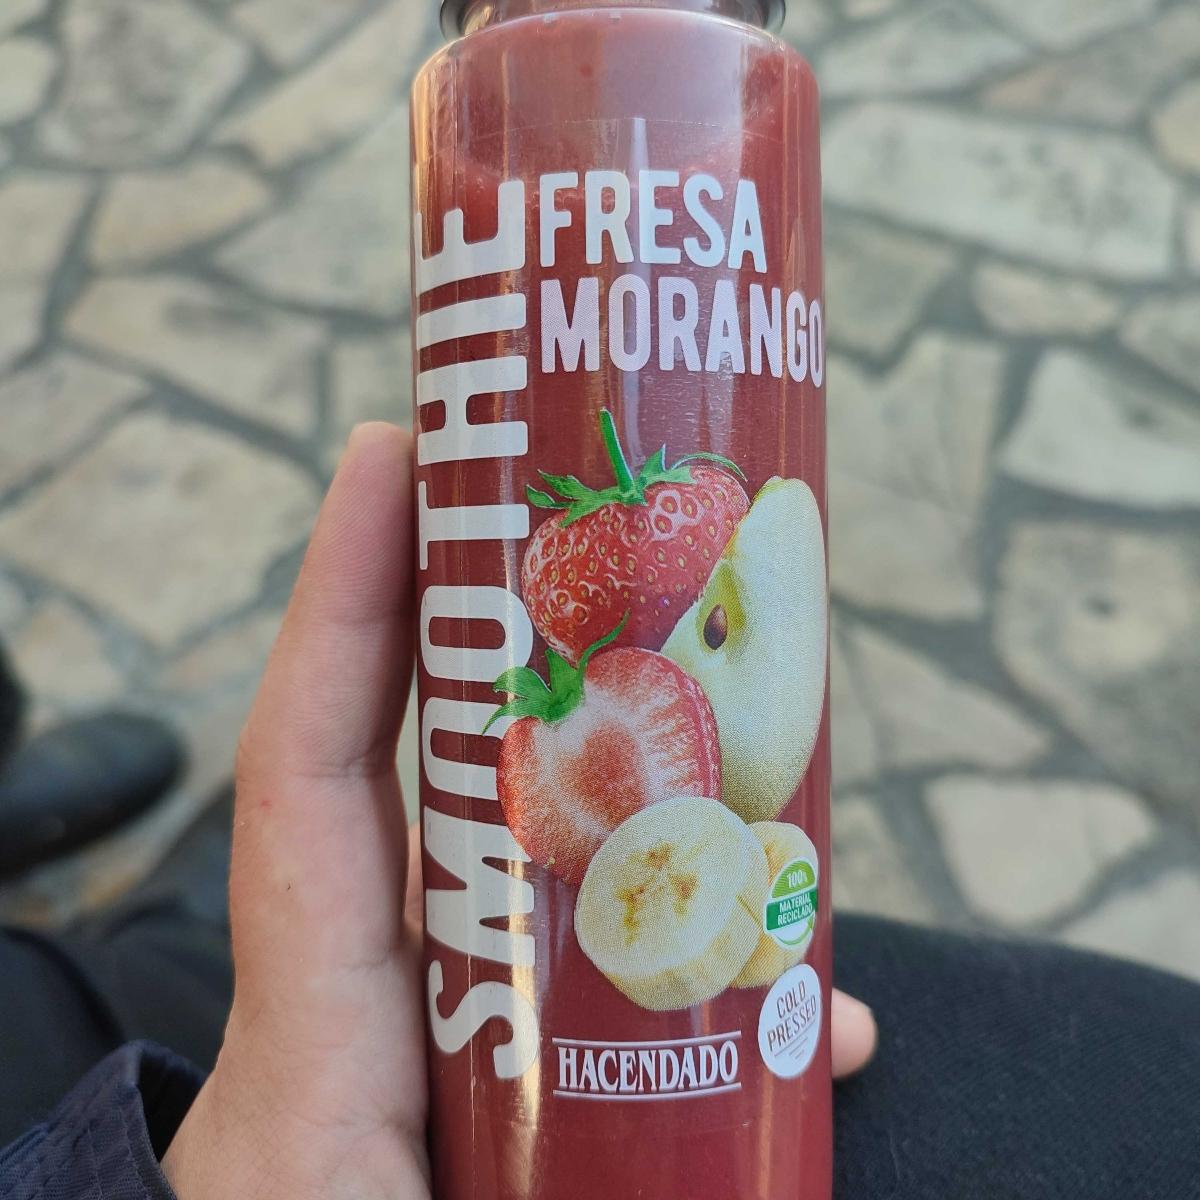 SMOOTHIE
FRESA
MORANGO
100%
MATERIAL
RECICLADO
COLD
PRESSED
HACENDADO